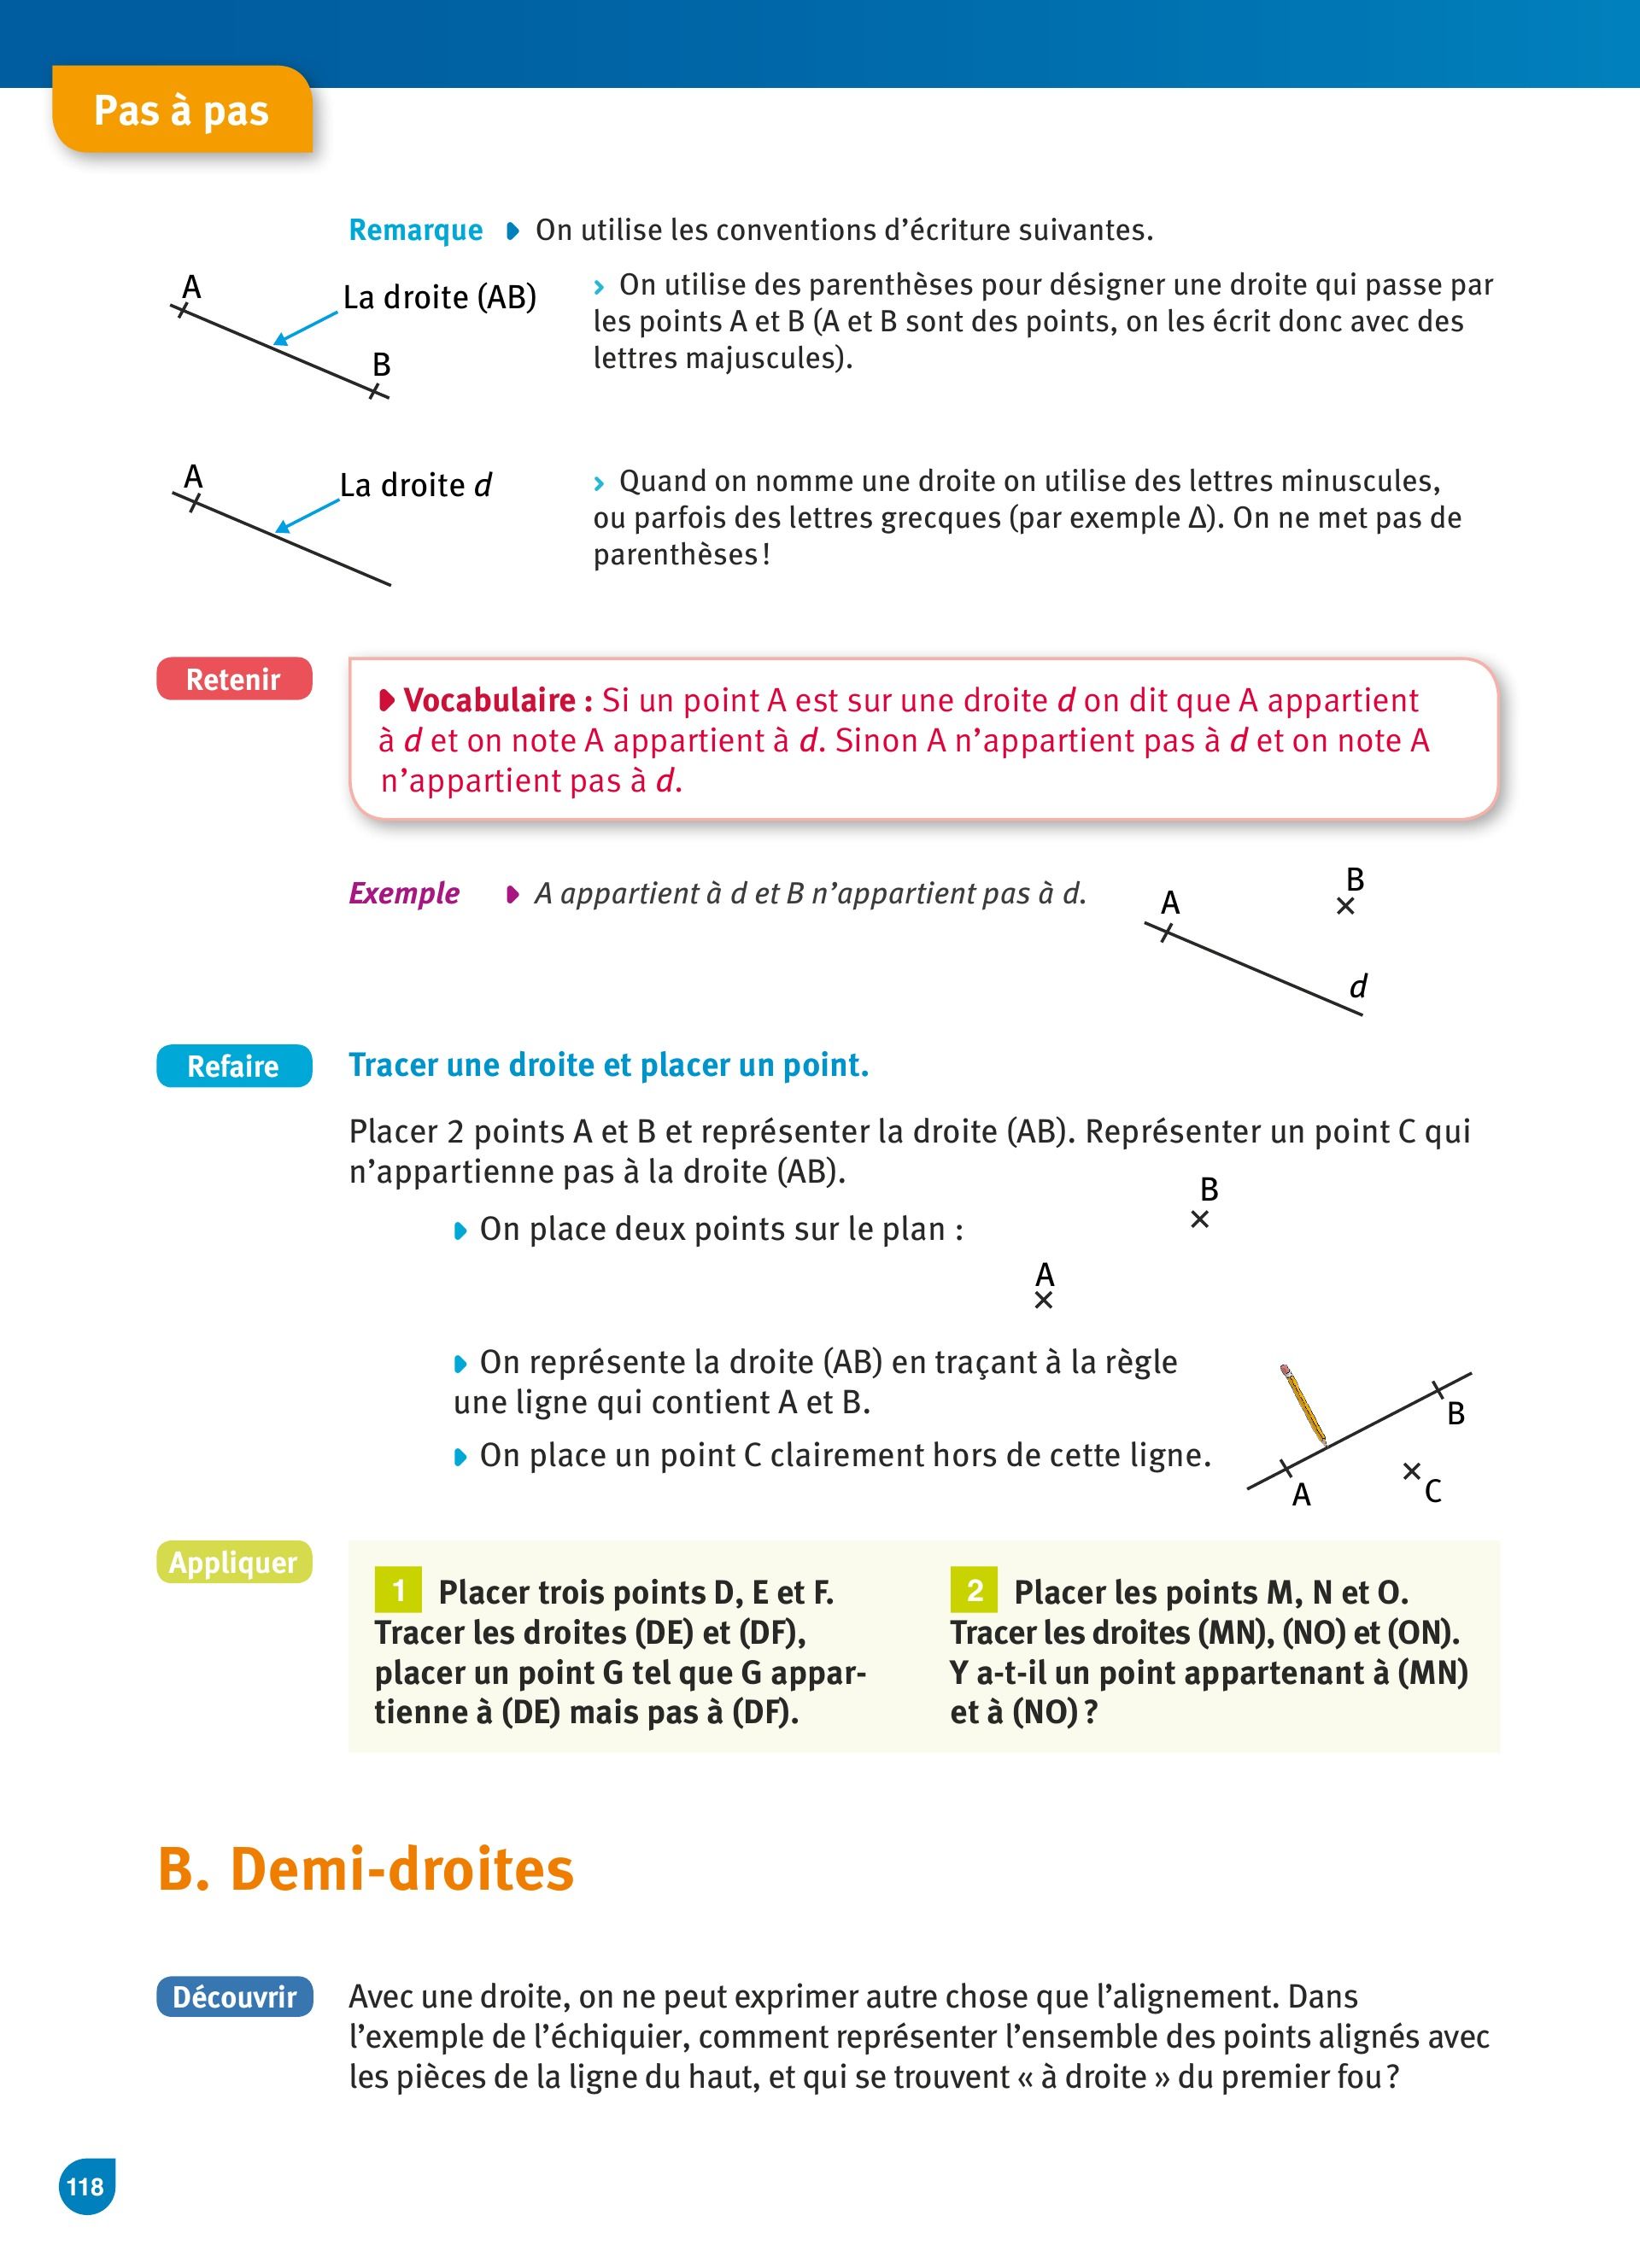 Pas à pas
Remarque ◗ On utilise les conventions d’écriture suivantes.
A
La droite (AB)
B
› On utilise des parenthèses pour désigner une droite qui passe par
les points A et B (A et B sont des points, on les écrit donc avec des
lettres majuscules).
A
La droite d
› Quand on nomme une droite on utilise des lettres minuscules,
ou parfois des lettres grecques (par exemple Δ). On ne met pas de
parenthèses !
Retenir
◗ Vocabulaire : Si un point A est sur une droite d on dit que A appartient
à d et on note A appartient à d. Sinon A n’appartient pas à d et on note A
n’appartient pas à d.
Exemple ◗ A appartient à d et B n’appartient pas à d.
A
B
d
Refaire
Tracer une droite et placer un point.
Placer 2 points A et B et représenter la droite (AB). Représenter un point C qui
n’appartienne pas à la droite (AB).
◗ On place deux points sur le plan :
B
A
◗ On représente la droite (AB) en traçant à la règle
une ligne qui contient A et B.
◗ On place un point C clairement hors de cette ligne.
B
A
C
Appliquer
1 Placer trois points D, E et F.
Tracer les droites (DE) et (DF),
placer un point G tel que G appar-
tienne à (DE) mais pas à (DF).
2 Placer les points M, N et O.
Tracer les droites (MN), (NO) et (ON).
Y a-t-il un point appartenant à (MN)
et à (NO) ?
B. Demi-droites
Découvrir
Avec une droite, on ne peut exprimer autre chose que l’alignement. Dans
l’exemple de l’échiquier, comment représenter l’ensemble des points alignés avec
les pièces de la ligne du haut, et qui se trouvent « à droite » du premier fou ?
118